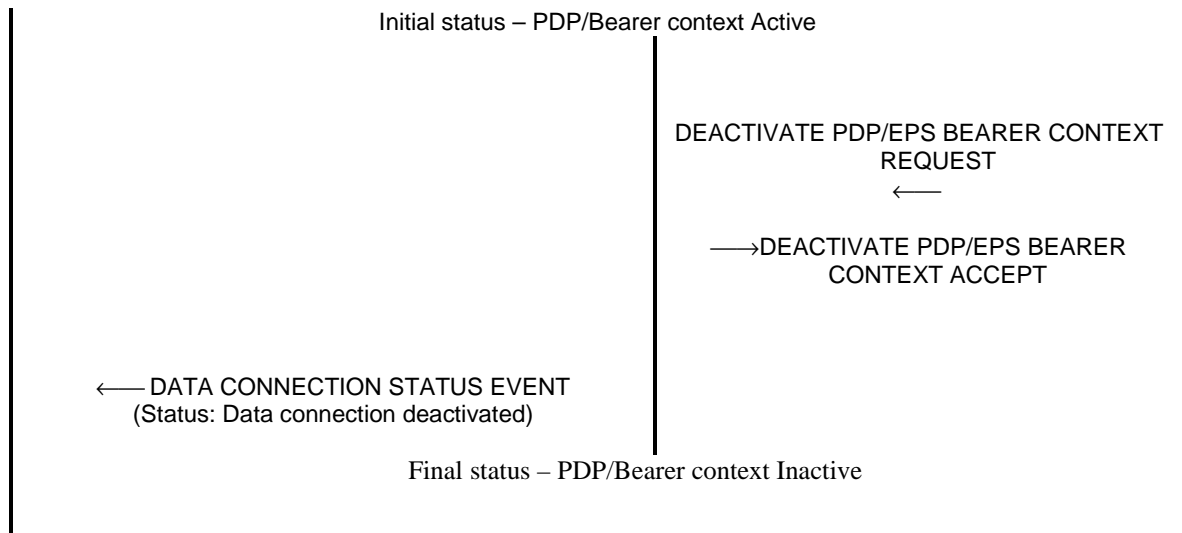 Initial status – PDP/Bearer context Active
DEACTIVATE PDP/EPS BEARER CONTEXT
REQUEST
←
→DEACTIVATE PDP/EPS BEARER
CONTEXT ACCEPT
← DATA CONNECTION STATUS EVENT
(Status: Data connection deactivated)
Final status – PDP/Bearer context Inactive